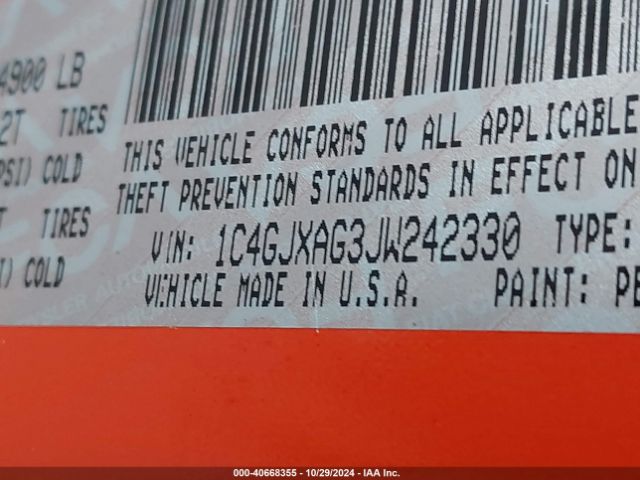 4900 LB
2T TIRES
PSI) COLD
TIRES
) COLD
THIS VEHICLE CONFORMS TO ALL APPLICABLE
THEFT PREVENTION STANDARDS IN EFFECT ON
VIN: 1C4GJXAG3JW242330 TYPE:
VEHICLE MADE IN U.S.A. PAINT: PE
000-40668355 - 10/29/2024 - IAA Inc.